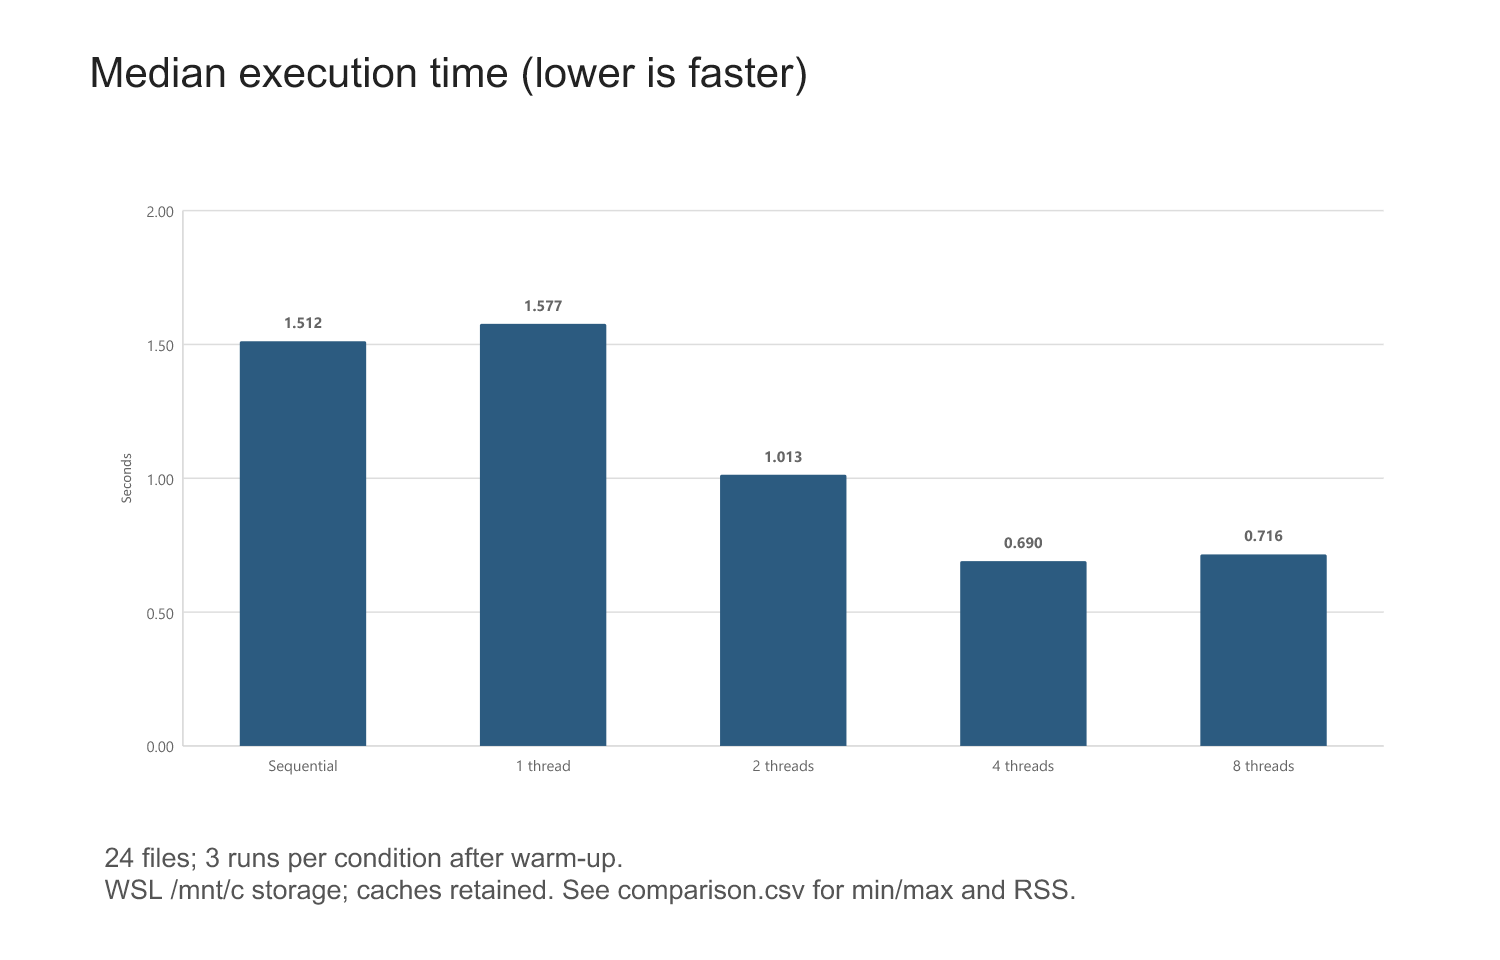 Median execution time (lower is faster)
2.00
1.50
1.00
0.50
0.00
Seconds
1.512
1.577
1.013
0.690
0.716
Sequential
1 thread
2 threads
4 threads
8 threads
24 files; 3 runs per condition after warm-up.
WSL /mnt/c storage; caches retained. See comparison.csv for min/max and RSS.